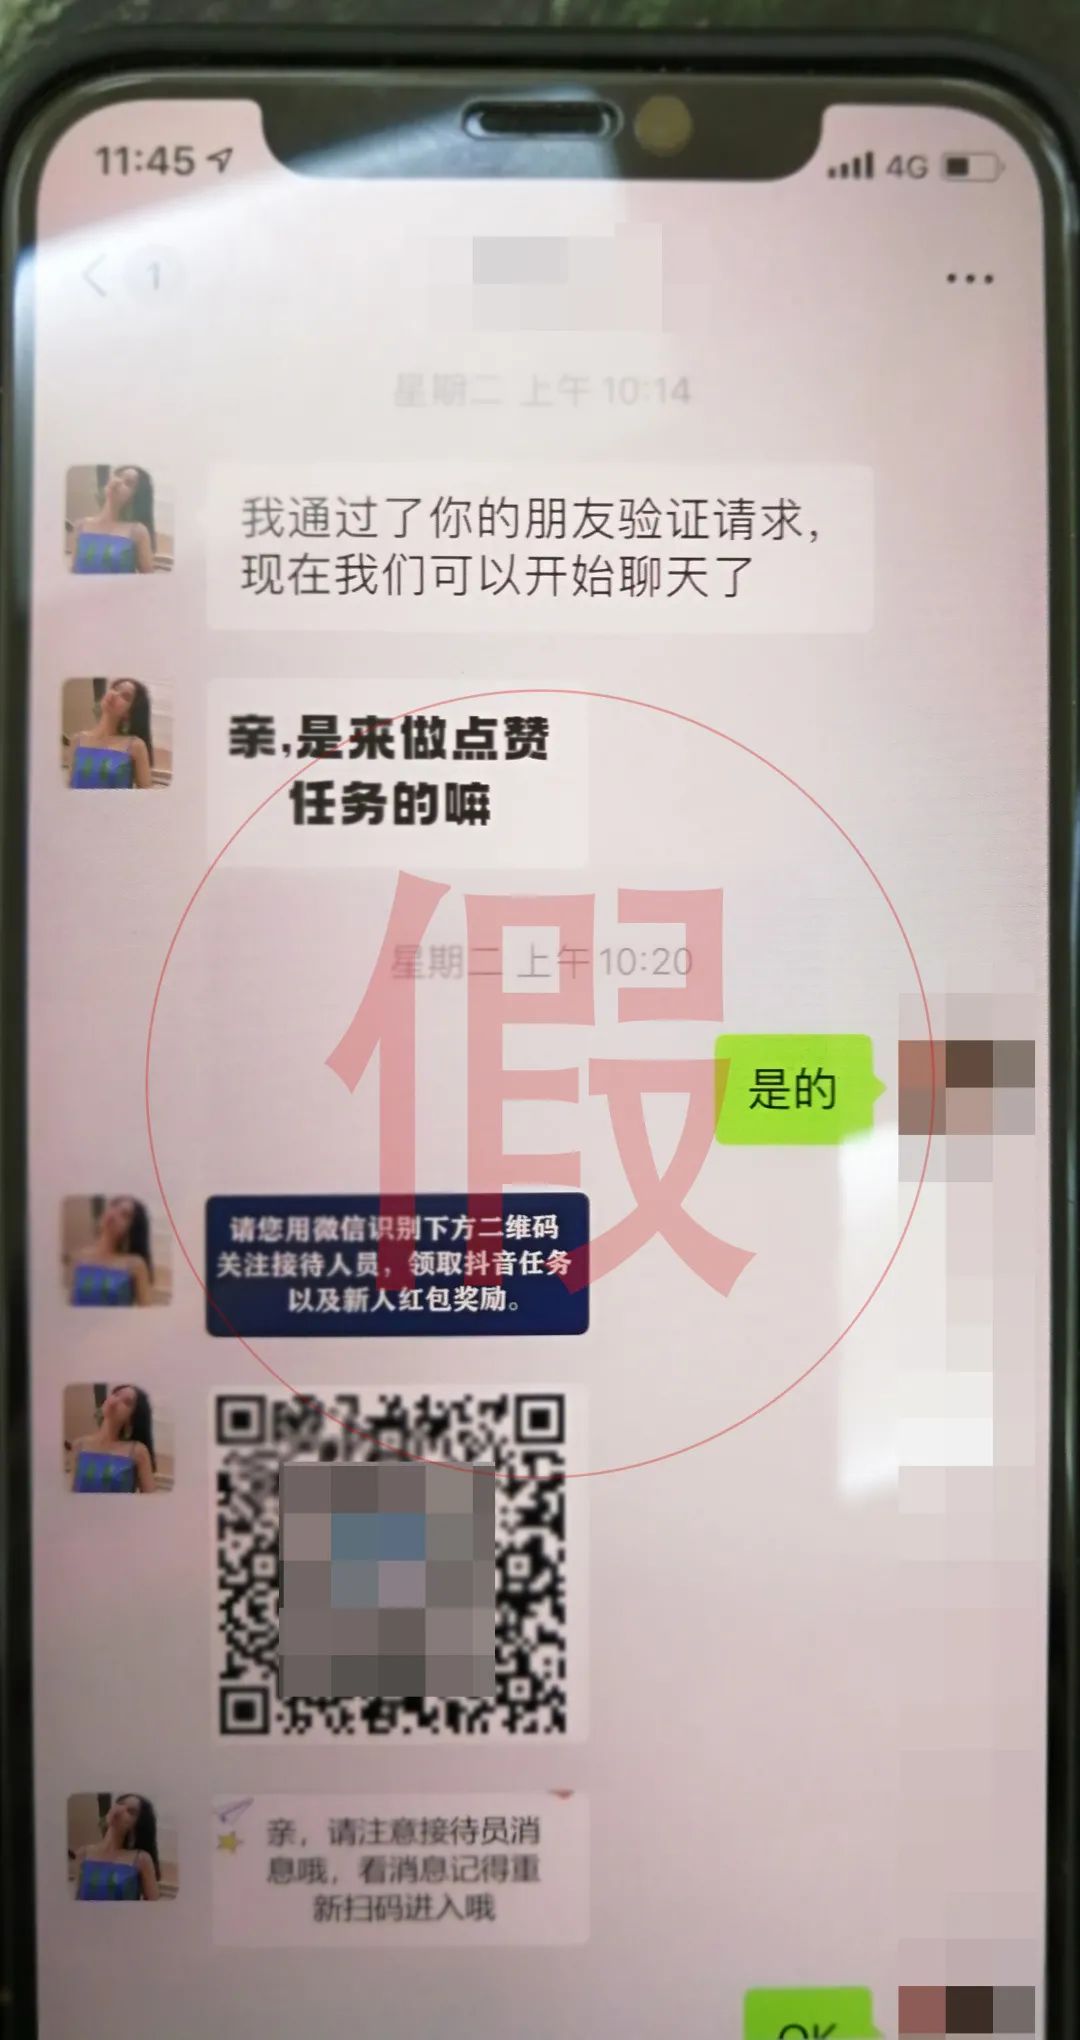 11:45
4G
1
星期二 上午 10:14
我通过了你的朋友验证请求,
现在我们可以开始聊天了
亲,是来做点赞
任务的嘛
星期二 上午 10:20
假
是的
请您用微信识别下方二维码
关注接待人员，领取抖音任务
以及新人红包奖励。
亲，请注意接待员消
息哦，看消息记得重
新扫码进入哦
OK